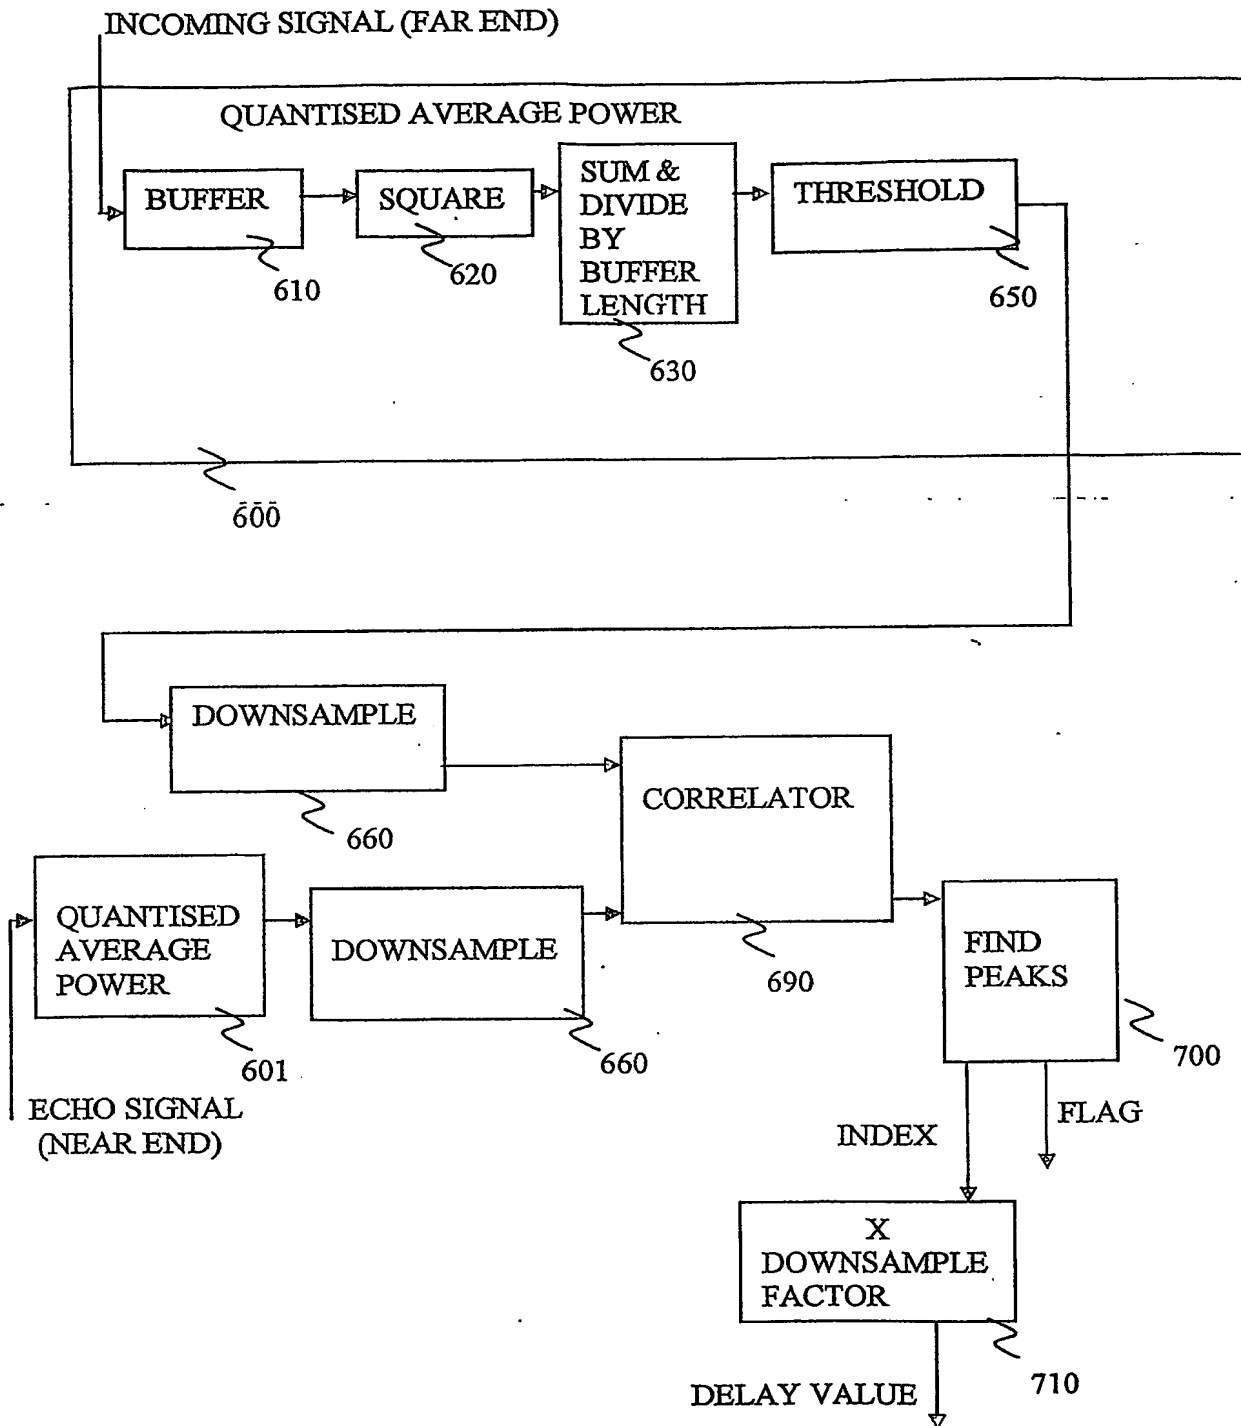 INCOMING SIGNAL (FAR END)
QUANTISED AVERAGE POWER
BUFFER
610
SQUARE
620
SUM &
DIVIDE
BY
BUFFER
LENGTH
630
THRESHOLD
650
600
DOWNSAMPLE
660
CORRELATOR
690
QUANTISED
AVERAGE
POWER
601
DOWNSAMPLE
660
FIND
PEAKS
700
ECHO SIGNAL
(NEAR END)
INDEX
FLAG
X
DOWNSAMPLE
FACTOR
710
DELAY VALUE